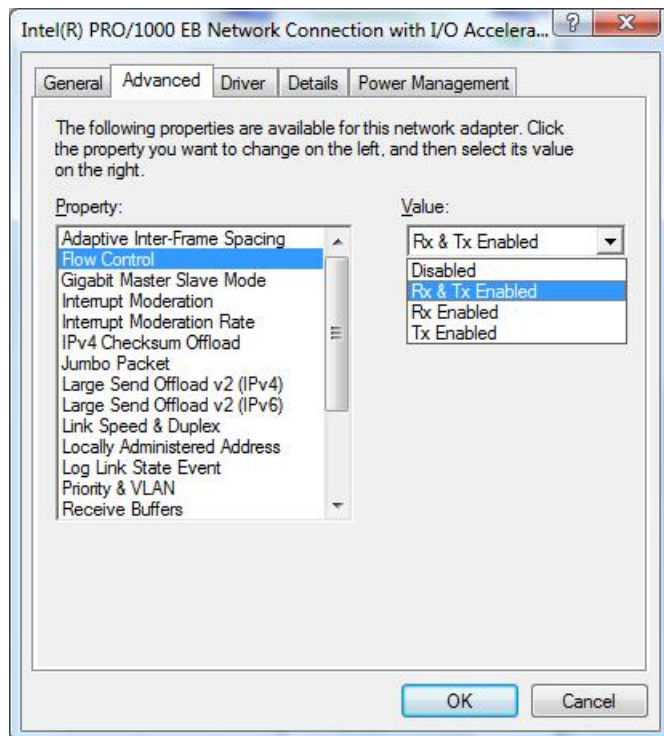 Intel(R) PRO/1000 EB Network Connection with I/O Accelera...
General
Advanced
Driver
Details
Power Management
The following properties are available for this network adapter. Click
the property you want to change on the left, and then select its value
on the right.
Property:
Adaptive Inter-Frame Spacing
Flow Control
Gigabit Master Slave Mode
Interrupt Moderation
Interrupt Moderation Rate
IPv4 Checksum Offload
Jumbo Packet
Large Send Offload v2 (IPv4)
Large Send Offload v2 (IPv6)
Link Speed & Duplex
Locally Administered Address
Log Link State Event
Priority & VLAN
Receive Buffers
Value:
Rx & Tx Enabled
Disabled
Rx & Tx Enabled
Rx Enabled
Tx Enabled
OK
Cancel